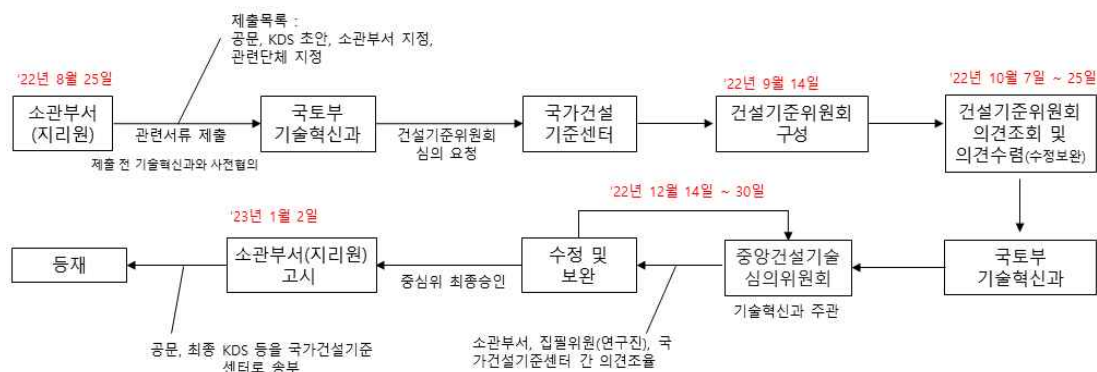 제출목록 :
공문, KDS 초안, 소관부서 지정,
관련단체 지정
'22년 8월 25일
소관부서
(지리원)
관련서류 제출
제출 전 기술혁신과와 사전협의
국토부
기술혁신과
건설기준위원회
심의 요청
국가건설
기준센터
'22년 9월 14일
건설기준위원회
구성
'22년 10월 7일 ~ 25일
건설기준위원회
의견조회 및
의견수렴(수정보완)
국토부
기술혁신과
중앙건설기술
심의위원회
기술혁신과 주관
'22년 12월 14일 ~ 30일
수정 및
보완
소관부서, 집필위원(연구진), 국
가건설기준센터 간 의견조율
중심위 최종승인
'23년 1월 2일
소관부서(지리원)
고시
공문, 최종 KDS 등을 국가건설기준
센터로 송부
등재